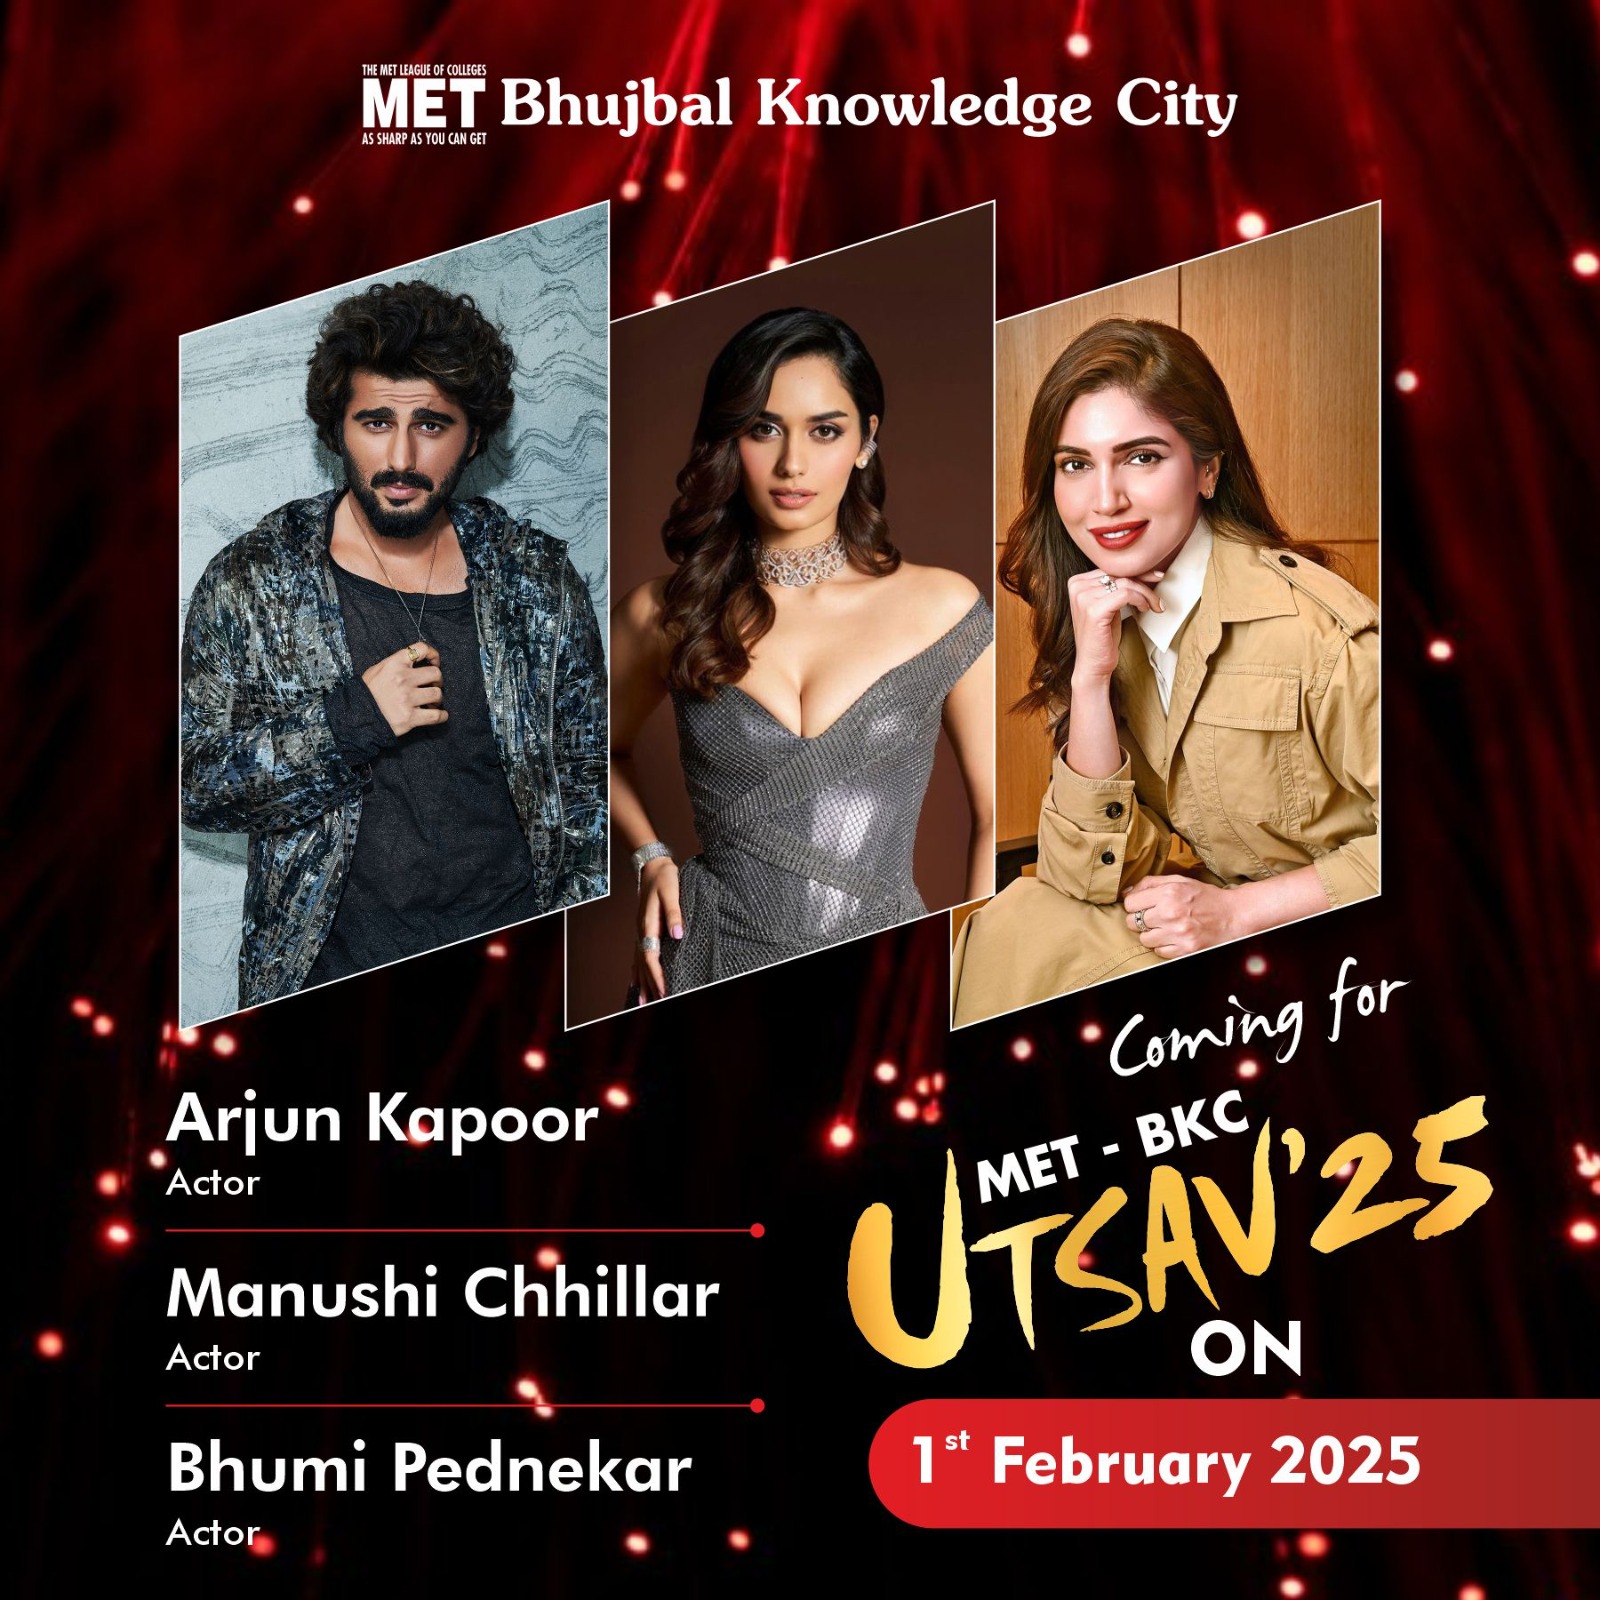 THE MET LEAGUE OF COLLEGES
MET
AS SHARP AS YOU CAN GET
Bhujbal Knowledge City
Arjun Kapoor
Actor
Manushi Chhillar
Actor
Bhumi Pednekar
Actor
Coming for
MET - BKC
UTSAV'25
ON
1st February 2025